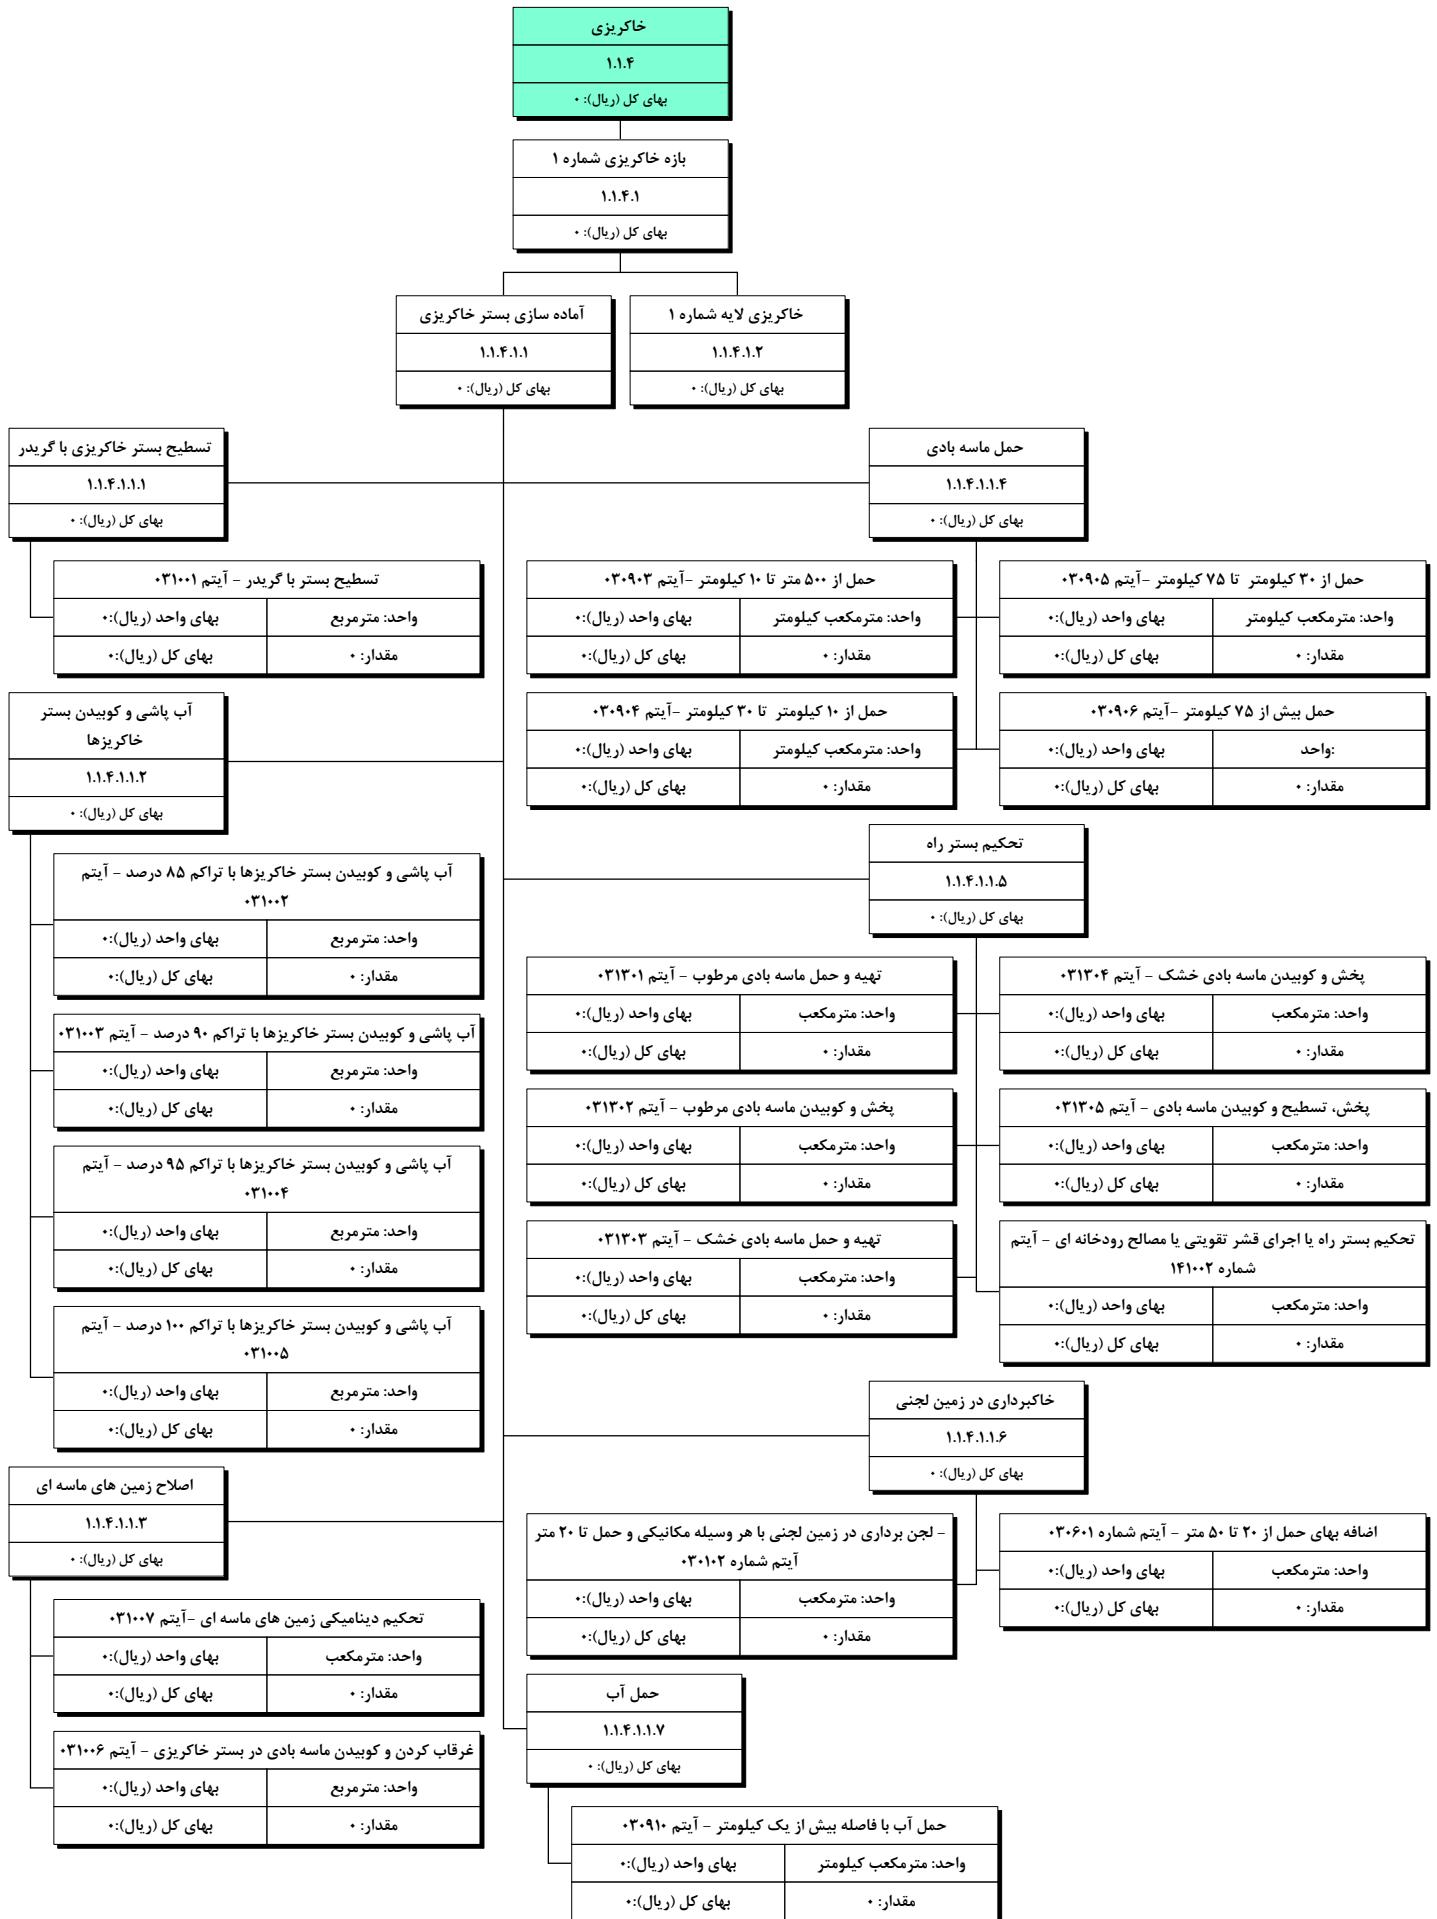 خاکریزی
۱.۱.۴
بهای کل (ریال): ۰
بازه خاکریزی شماره ۱
۱.۱.۴.۱
بهای کل (ریال): ۰
آماده سازی بستر خاکریزی
۱.۱.۴.۱.۱
بهای کل (ریال): ۰
خاکریزی لایه شماره ۱
۱.۱.۴.۱.۲
بهای کل (ریال): ۰
تسطیح بستر خاکریزی با گریدر
۱.۱.۴.۱.۱.۱
بهای کل (ریال): ۰
تسطیح بستر با گریدر – آیتم ۰۳۱۰۰۱
واحد: مترمربع
بهای واحد (ریال):۰
مقدار: ۰
بهای کل (ریال):۰
آب پاشی و کوبیدن بستر
خاکریزها
۱.۱.۴.۱.۱.۲
بهای کل (ریال): ۰
آب پاشی و کوبیدن بستر خاکریزها با تراکم ۸۵ درصد – آیتم
۰۳۱۰۰۲
واحد: مترمربع
بهای واحد (ریال):۰
مقدار: ۰
بهای کل (ریال):۰
آب پاشی و کوبیدن بستر خاکریزها با تراکم ۹۰ درصد – آیتم ۰۳۱۰۰۳
واحد: مترمربع
بهای واحد (ریال):۰
مقدار: ۰
بهای کل (ریال):۰
آب پاشی و کوبیدن بستر خاکریزها با تراکم ۹۵ درصد – آیتم
۰۳۱۰۰۴
واحد: مترمربع
بهای واحد (ریال):۰
مقدار: ۰
بهای کل (ریال):۰
آب پاشی و کوبیدن بستر خاکریزها با تراکم ۱۰۰ درصد – آیتم
۰۳۱۰۰۵
واحد: مترمربع
بهای واحد (ریال):۰
مقدار: ۰
بهای کل (ریال):۰
اصلاح زمین های ماسه ای
۱.۱.۴.۱.۱.۳
بهای کل (ریال): ۰
تحکیم دینامیکی زمین های ماسه ای –آیتم ۰۳۱۰۰۷
واحد: مترمکعب
بهای واحد (ریال):۰
مقدار: ۰
بهای کل (ریال):۰
غرقاب کردن و کوبیدن ماسه بادی در بستر خاکریزی – آیتم ۰۳۱۰۰۶
واحد: مترمربع
بهای واحد (ریال):۰
مقدار: ۰
بهای کل (ریال):۰
حمل ماسه بادی
۱.۱.۴.۱.۱.۴
بهای کل (ریال): ۰
حمل از ۵۰۰ متر تا ۱۰ کیلومتر –آیتم ۰۳۰۹۰۳
واحد: مترمکعب کیلومتر
بهای واحد (ریال):۰
مقدار: ۰
بهای کل (ریال):۰
حمل از ۳۰ کیلومتر تا ۷۵ کیلومتر –آیتم ۰۳۰۹۰۵
واحد: مترمکعب کیلومتر
بهای واحد (ریال):۰
مقدار: ۰
بهای کل (ریال):۰
حمل از ۱۰ کیلومتر تا ۳۰ کیلومتر –آیتم ۰۳۰۹۰۴
واحد: مترمکعب کیلومتر
بهای واحد (ریال):۰
مقدار: ۰
بهای کل (ریال):۰
حمل بیش از ۷۵ کیلومتر –آیتم ۰۳۰۹۰۶
:واحد
بهای واحد (ریال):۰
مقدار: ۰
بهای کل (ریال):۰
تحکیم بستر راه
۱.۱.۴.۱.۱.۵
بهای کل (ریال): ۰
تهیه و حمل ماسه بادی مرطوب – آیتم ۰۳۱۳۰۱
واحد: مترمکعب
بهای واحد (ریال):۰
مقدار: ۰
بهای کل (ریال):۰
پخش و کوبیدن ماسه بادی خشک – آیتم ۰۳۱۳۰۴
واحد: مترمکعب
بهای واحد (ریال):۰
مقدار: ۰
بهای کل (ریال):۰
پخش و کوبیدن ماسه بادی مرطوب – آیتم ۰۳۱۳۰۲
واحد: مترمکعب
بهای واحد (ریال):۰
مقدار: ۰
بهای کل (ریال):۰
پخش، تسطیح و کوبیدن ماسه بادی – آیتم ۰۳۱۳۰۵
واحد: مترمکعب
بهای واحد (ریال):۰
مقدار: ۰
بهای کل (ریال):۰
تهیه و حمل ماسه بادی خشک – آیتم ۰۳۱۳۰۳
واحد: مترمکعب
بهای واحد (ریال):۰
مقدار: ۰
بهای کل (ریال):۰
تحکیم بستر راه یا اجرای قشر تقویتی یا مصالح رودخانه ای – آیتم
شماره ۱۴۱۰۰۲
واحد: مترمکعب
بهای واحد (ریال):۰
مقدار: ۰
بهای کل (ریال):۰
خاکبرداری در زمین لجنی
۱.۱.۴.۱.۱.۶
بهای کل (ریال): ۰
– لجن برداری در زمین لجنی با هر وسیله مکانیکی و حمل تا ۲۰ متر
آیتم شماره ۰۳۰۱۰۲
واحد: مترمکعب
بهای واحد (ریال):۰
مقدار: ۰
بهای کل (ریال):۰
اضافه بهای حمل از ۲۰ تا ۵۰ متر – آیتم شماره ۰۳۰۶۰۱
واحد: مترمکعب
بهای واحد (ریال):۰
مقدار: ۰
بهای کل (ریال):۰
حمل آب
۱.۱.۴.۱.۱.۷
بهای کل (ریال): ۰
حمل آب با فاصله بیش از یک کیلومتر – آیتم ۰۳۰۹۱۰
واحد: مترمکعب کیلومتر
بهای واحد (ریال):۰
مقدار: ۰
بهای کل (ریال):۰